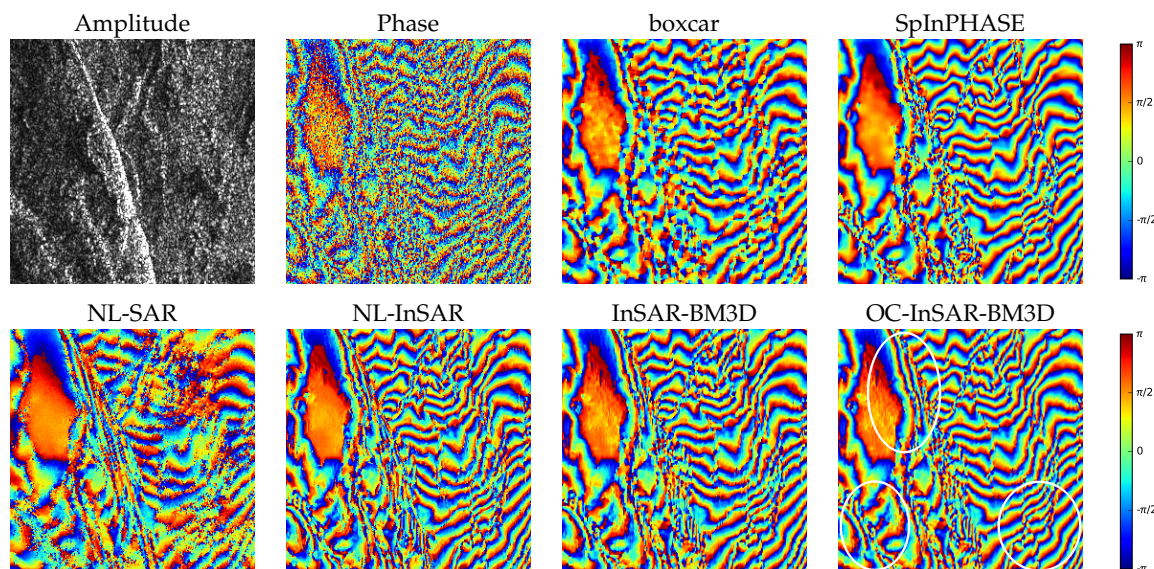 Amplitude Phase boxcar SpInPHASE
π
π/2
0
-π/2
-π
NL-SAR NL-InSAR InSAR-BM3D OC-InSAR-BM3D
π
π/2
0
-π/2
-π